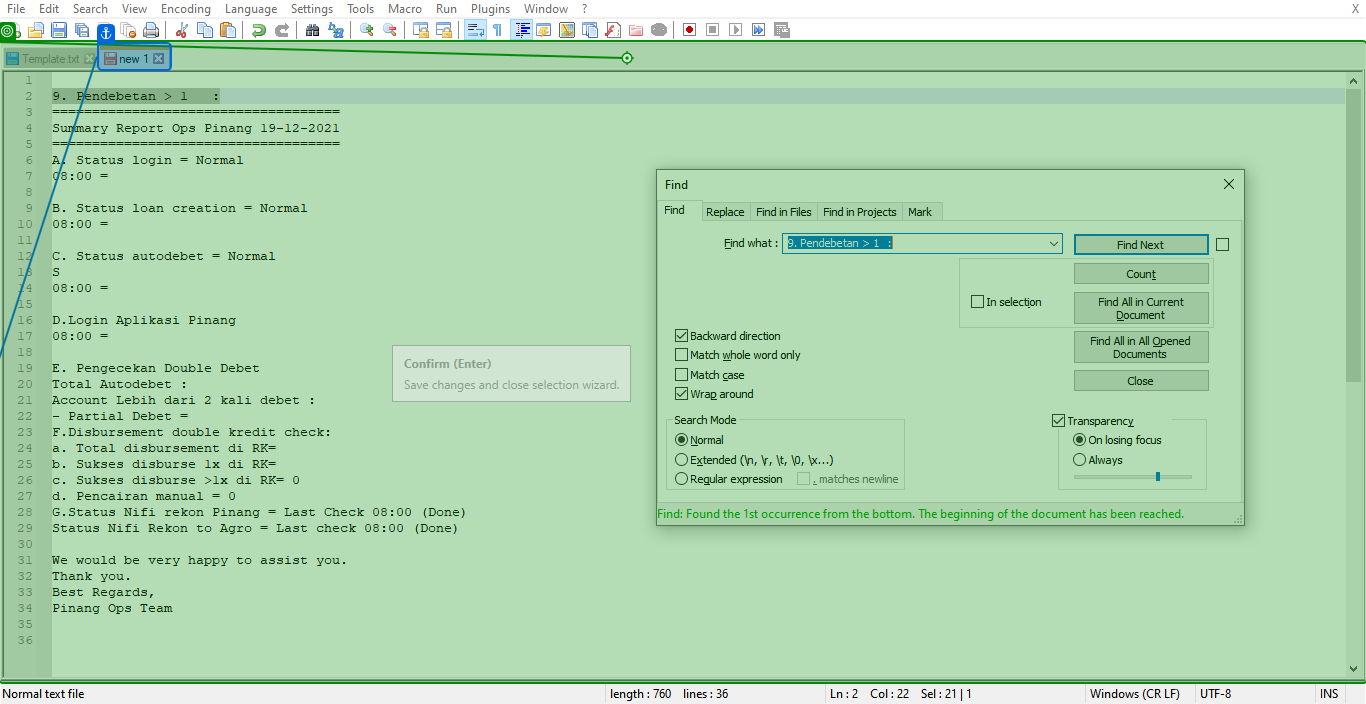 File Edit Search View Encoding Language Settings Tools Macro Run Plugins Window ? X
Template.txt new 1
1
2 9. Pendebetan > 1 :
3 ====================================
4 Summary Report Ops Pinang 19-12-2021
5 ====================================
6 A. Status login = Normal
7 08:00 =
8
9 B. Status loan creation = Normal
10 08:00 =
11
12 C. Status autodebet = Normal
13 S
14 08:00 =
15
16 D.Login Aplikasi Pinang
17 08:00 =
18
19 E. Pengecekan Double Debet
20 Total Autodebet :
21 Account Lebih dari 2 kali debet :
22 - Partial Debet =
23 F.Disbursement double kredit check:
24 a. Total disbursement di RK=
25 b. Sukses disburse 1x di RK=
26 c. Sukses disburse >1x di RK= 0
27 d. Pencairan manual = 0
28 G.Status Nifi rekon Pinang = Last Check 08:00 (Done)
29 Status Nifi Rekon to Agro = Last check 08:00 (Done)
30
31 We would be very happy to assist you.
32 Thank you.
33 Best Regards,
34 Pinang Ops Team
35
36
Confirm (Enter)
Save changes and close selection wizard.
Find
Find Replace Find in Files Find in Projects Mark
Find what : 9. Pendebetan > 1 :
Find Next
Count
In selection
Find All in Current
Document
Find All in All Opened
Documents
Close
Backward direction
Match whole word only
Match case
Wrap around
Search Mode
Normal
Extended (\n, \r, \t, \0, \x...)
Regular expression . matches newline
Transparency
On losing focus
Always
Find: Found the 1st occurrence from the bottom. The beginning of the document has been reached.
Normal text file length : 760 lines : 36 Ln : 2 Col : 22 Sel : 21 | 1 Windows (CR LF) UTF-8 INS